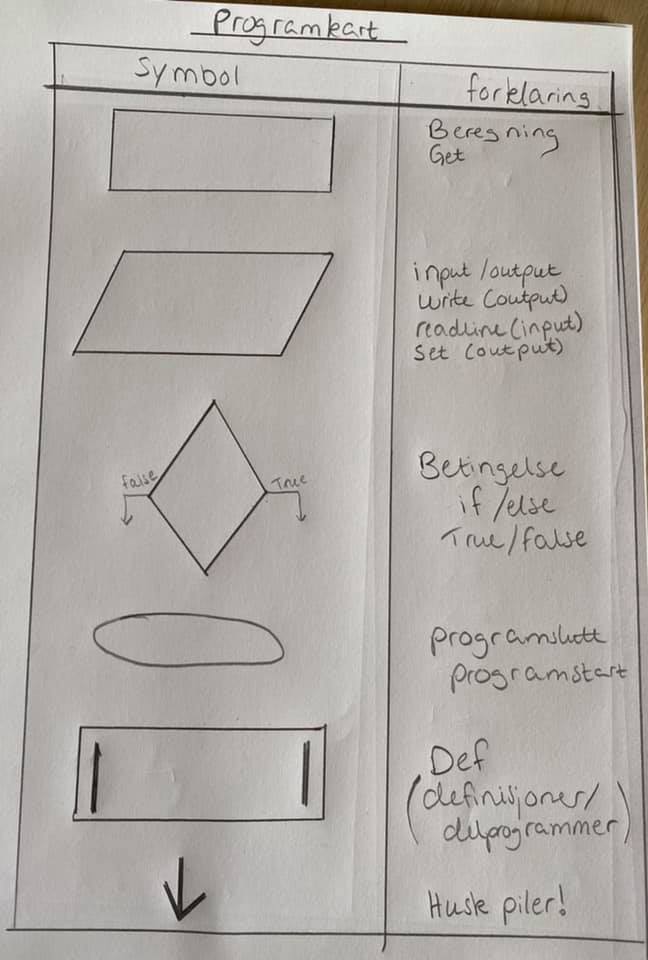 Programkart
Symbol
forklaring
Beregning
Get
input/output
write (output)
readline (input)
set (output)
false
True
Betingelse
if/else
True/false
programslutt
programstart
Def
(definisjoner/
delprogrammer)
Husk piler!